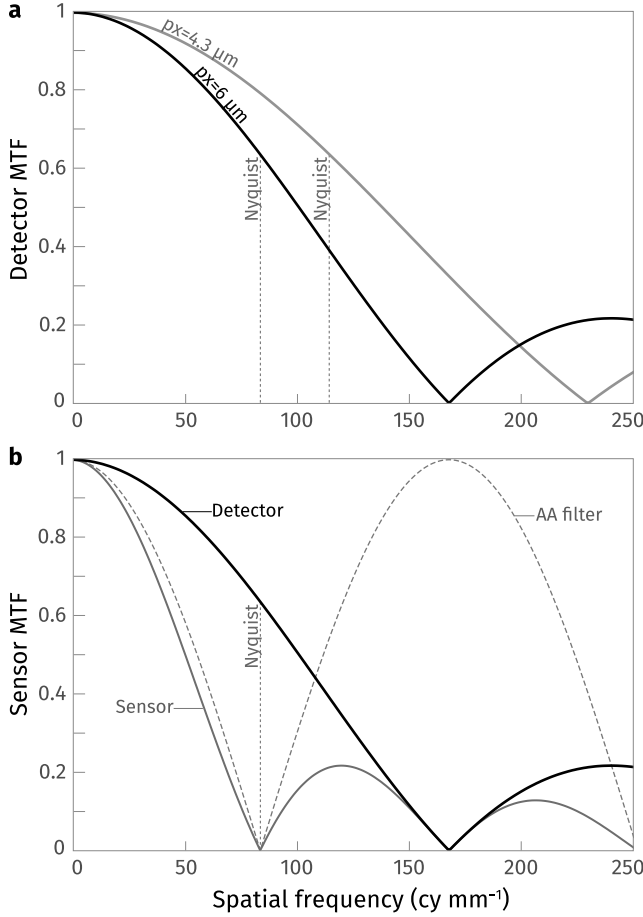 a
1
px=4.3 µm
px=6 µm
0.8
0.6
Nyquist
Nyquist
Detector MTF
0.4
0.2
0
0
50
100
150
200
250
b
1
Detector
AA filter
0.8
0.6
Nyquist
Sensor MTF
0.4
Sensor
0.2
0
0
50
100
150
200
250
Spatial frequency (cy mm⁻¹)